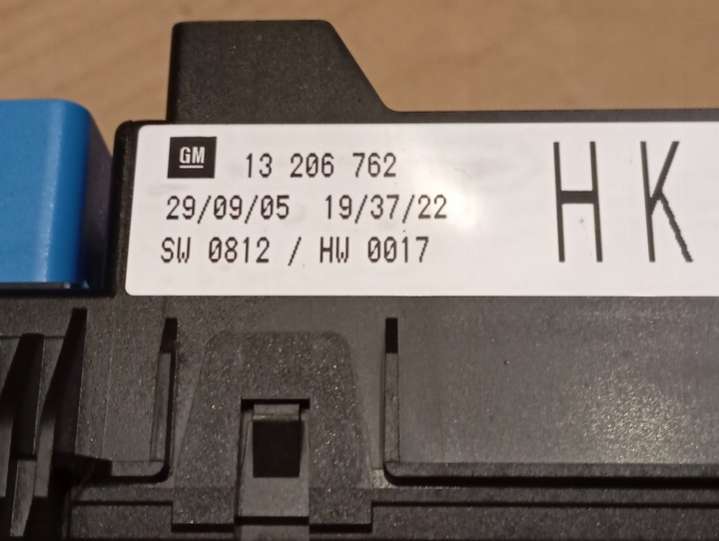 GM 13 206 762
29/09/05 19/37/22
SW 0812 / HW 0017
HK